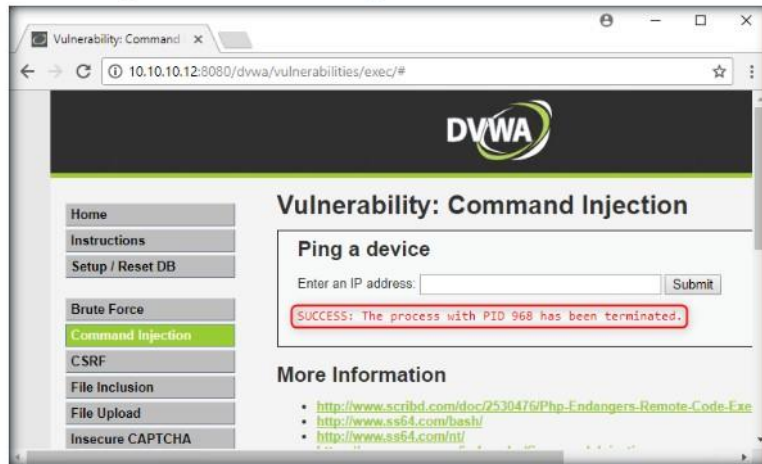 Vulnerability: Command
10.10.10.12:8080/dvwa/vulnerabilities/exec/#
DVWA
Home
Instructions
Setup / Reset DB
Brute Force
Command Injection
CSRF
File Inclusion
File Upload
Insecure CAPTCHA
Vulnerability: Command Injection
Ping a device
Enter an IP address:
Submit
SUCCESS: The process with PID 968 has been terminated.
More Information
http://www.scribd.com/doc/2530476/Php-Endangers-Remote-Code-Exe
http://www.ss64.com/bash/
http://www.ss64.com/nt/